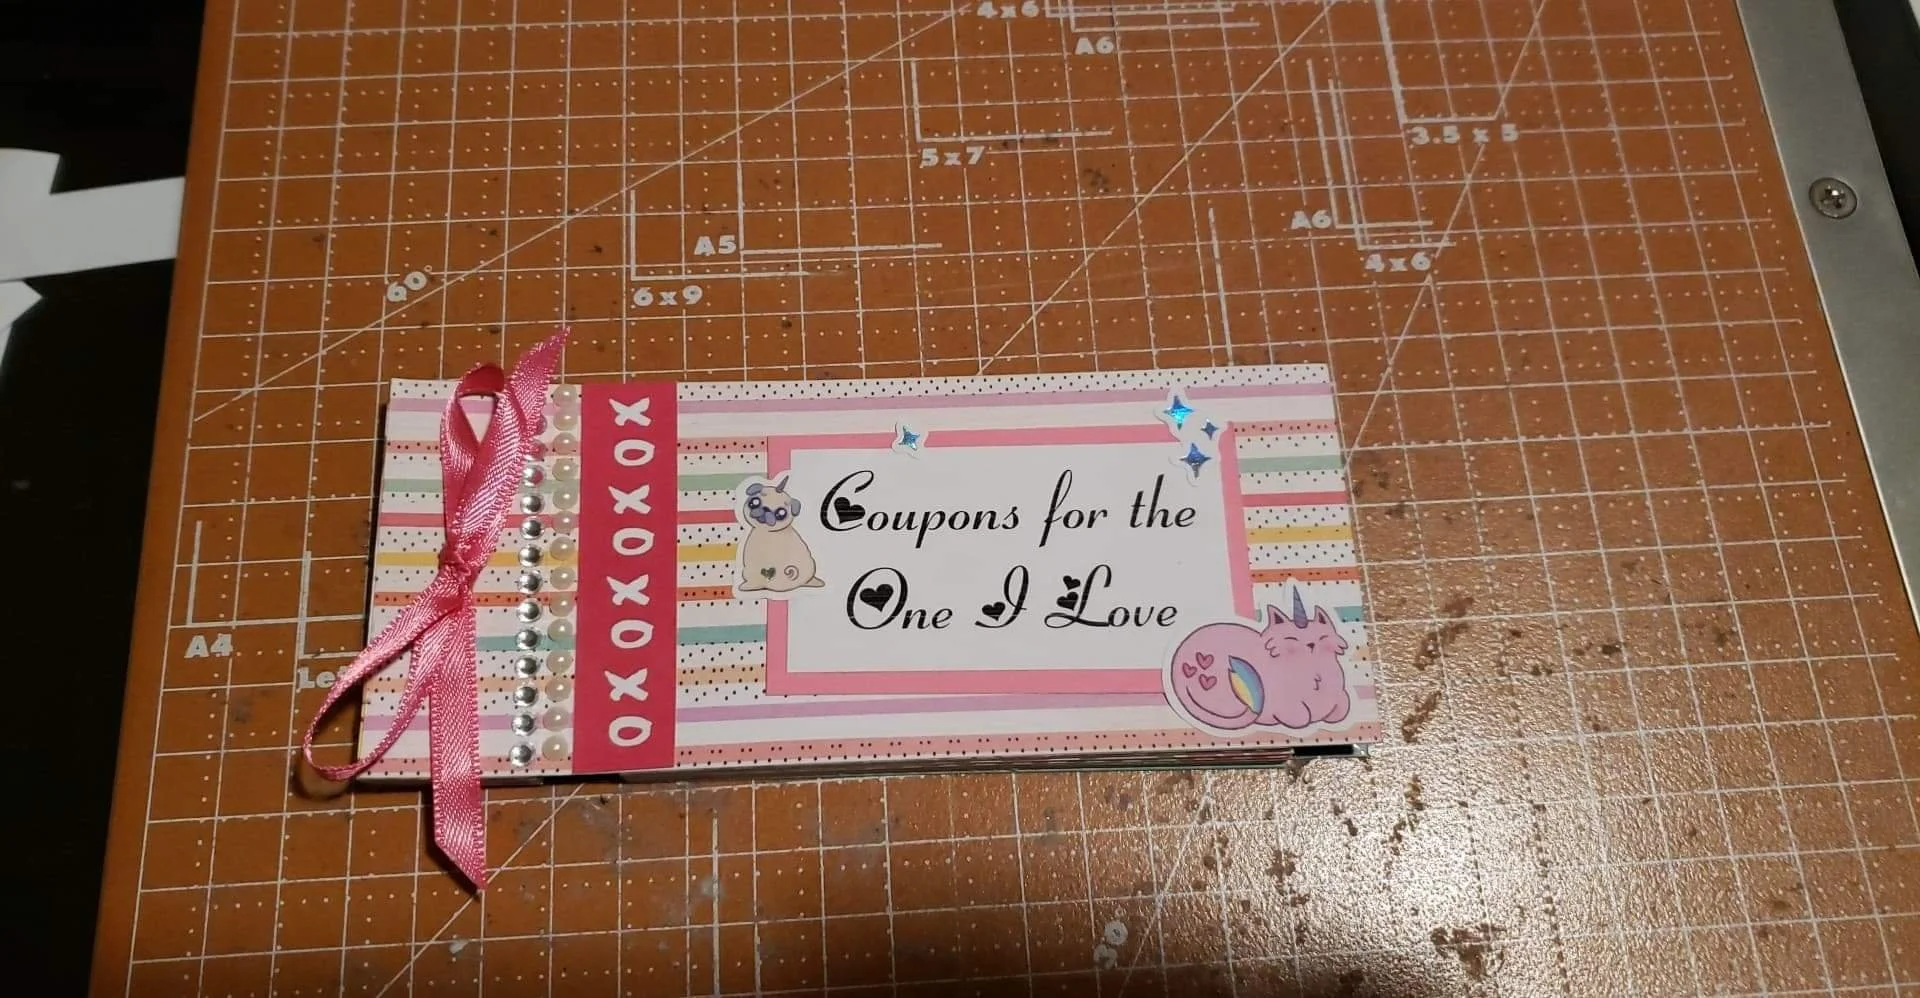 4x6
A6
3.5 x 5
5x7
A6
A5
4x6
60°
6x9
XOXOXOXO
Coupons for the
One I Love
A4